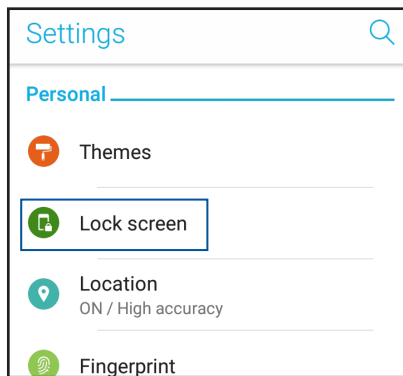 Settings
Personal
Themes
Lock screen
Location
ON / High accuracy
Fingerprint